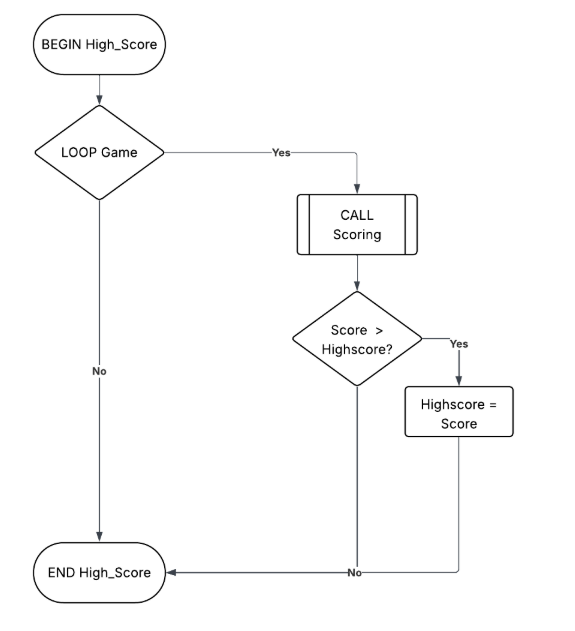 BEGIN High_Score
LOOP Game
Yes
CALL
Scoring
Score >
Highscore?
Yes
No
Highscore =
Score
END High_Score
No